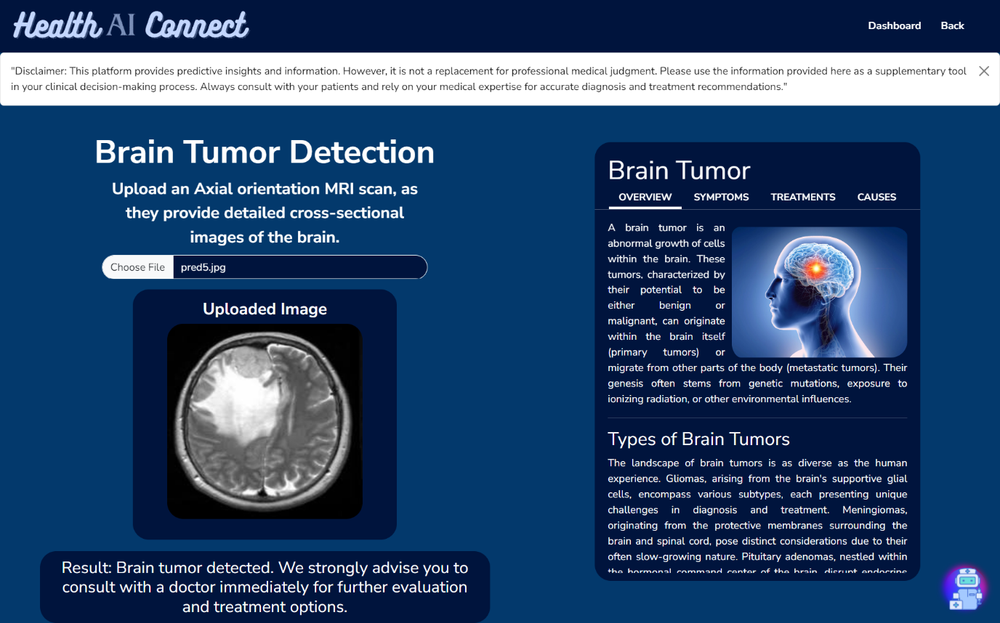 Health AI Connect
Dashboard Back
"Disclaimer: This platform provides predictive insights and information. However, it is not a replacement for professional medical judgment. Please use the information provided here as a supplementary tool
in your clinical decision-making process. Always consult with your patients and rely on your medical expertise for accurate diagnosis and treatment recommendations."
Brain Tumor Detection
Upload an Axial orientation MRI scan, as
they provide detailed cross-sectional
images of the brain.
Choose File pred5.jpg
Uploaded Image
Result: Brain tumor detected. We strongly advise you to
consult with a doctor immediately for further evaluation
and treatment options.
Brain Tumor
OVERVIEW SYMPTOMS TREATMENTS CAUSES
A brain tumor is an
abnormal growth of cells
within the brain. These
tumors, characterized by
their potential to be
either benign or
malignant, can originate
within the brain itself
(primary tumors) or
migrate from other parts of the body (metastatic tumors). Their
genesis often stems from genetic mutations, exposure to
ionizing radiation, or other environmental influences.
Types of Brain Tumors
The landscape of brain tumors is as diverse as the human
experience. Gliomas, arising from the brain's supportive glial
cells, encompass various subtypes, each presenting unique
challenges in diagnosis and treatment. Meningiomas,
originating from the protective membranes surrounding the
brain and spinal cord, pose distinct considerations due to their
often slow-growing nature. Pituitary adenomas, nestled within
the hormonal command center of the brain, disrupt endocrine